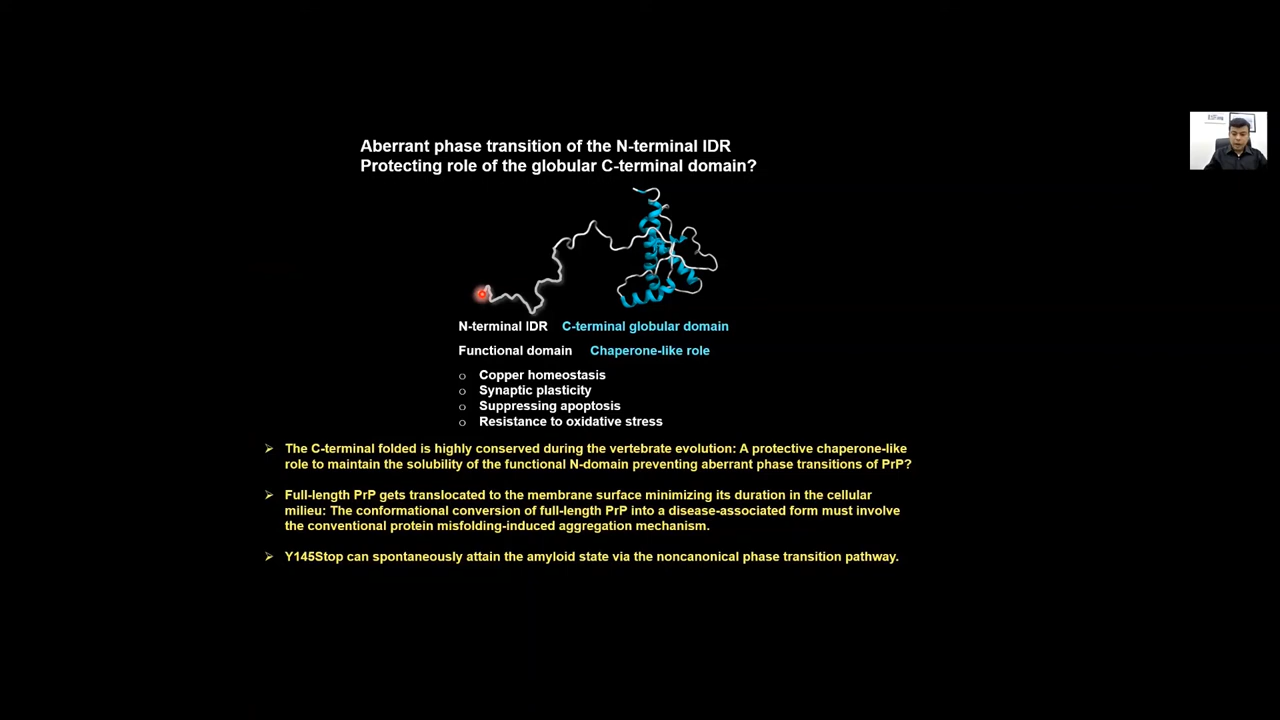 Aberrant phase transition of the N-terminal IDR
Protecting role of the globular C-terminal domain?
N-terminal IDR C-terminal globular domain
Functional domain Chaperone-like role
o Copper homeostasis
o Synaptic plasticity
o Suppressing apoptosis
o Resistance to oxidative stress
➢ The C-terminal folded is highly conserved during the vertebrate evolution: A protective chaperone-like
role to maintain the solubility of the functional N-domain preventing aberrant phase transitions of PrP?
➢ Full-length PrP gets translocated to the membrane surface minimizing its duration in the cellular
milieu: The conformational conversion of full-length PrP into a disease-associated form must involve
the conventional protein misfolding-induced aggregation mechanism.
➢ Y145Stop can spontaneously attain the amyloid state via the noncanonical phase transition pathway.